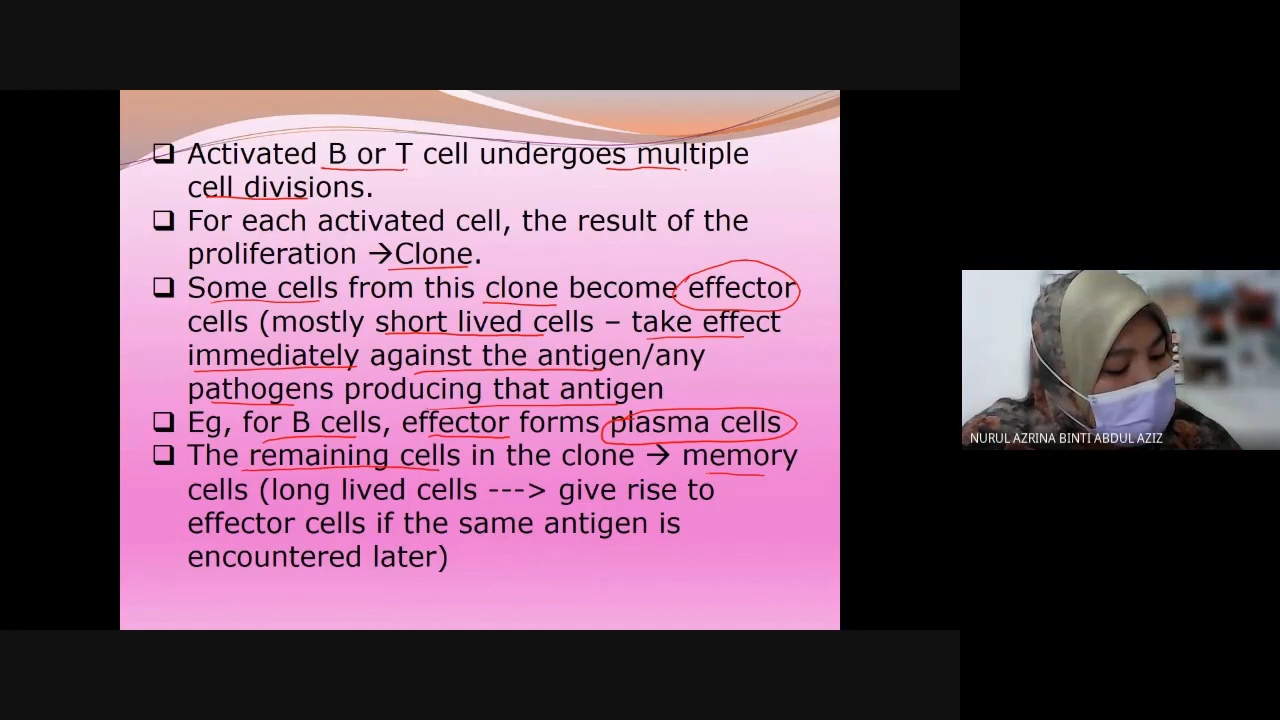 ❑ Activated B or T cell undergoes multiple
cell divisions.
❑ For each activated cell, the result of the
proliferation →Clone.
❑ Some cells from this clone become effector
cells (mostly short lived cells – take effect
immediately against the antigen/any
pathogens producing that antigen
❑ Eg, for B cells, effector forms plasma cells
❑ The remaining cells in the clone → memory
cells (long lived cells ---> give rise to
effector cells if the same antigen is
encountered later)
NURUL AZRINA BINTI ABDUL AZIZ